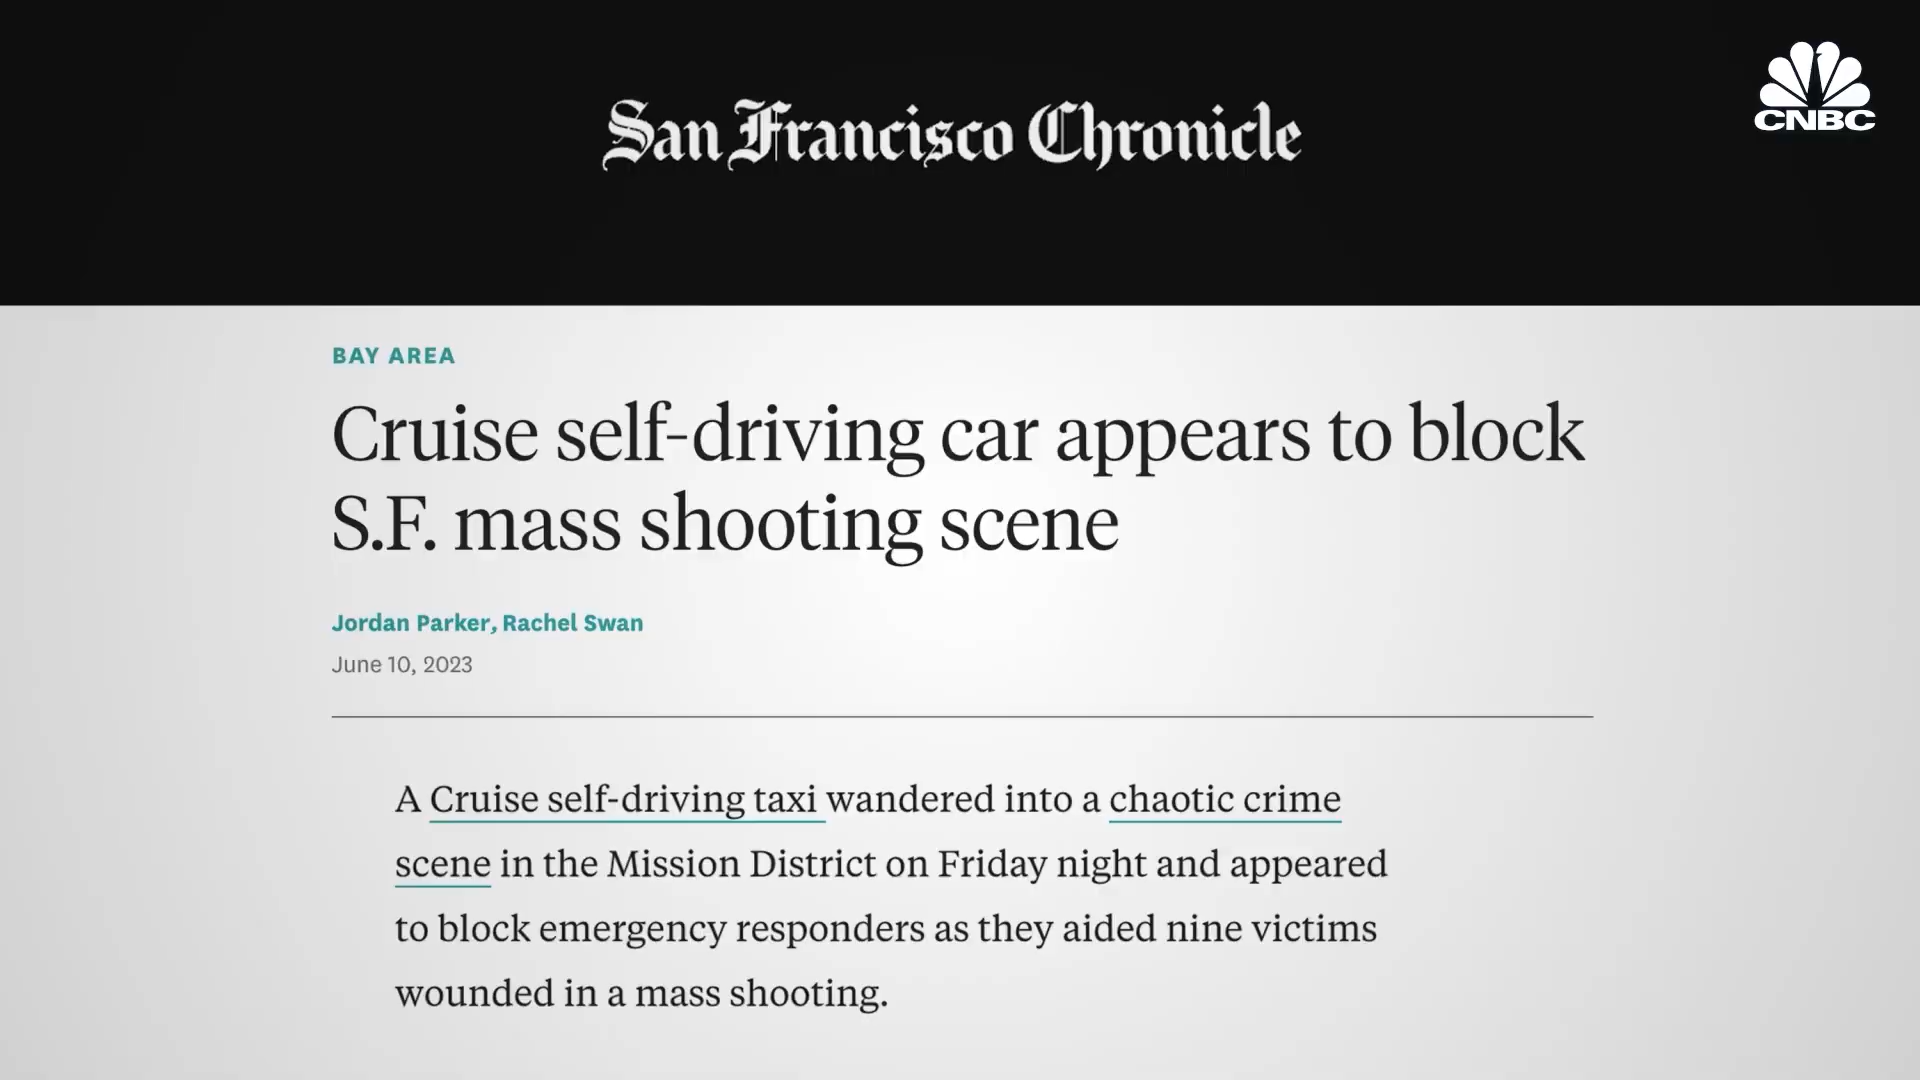 San Francisco Chronicle
CNBC
BAY AREA
Cruise self-driving car appears to block
S.F. mass shooting scene
Jordan Parker, Rachel Swan
June 10, 2023
A Cruise self-driving taxi wandered into a chaotic crime
scene in the Mission District on Friday night and appeared
to block emergency responders as they aided nine victims
wounded in a mass shooting.